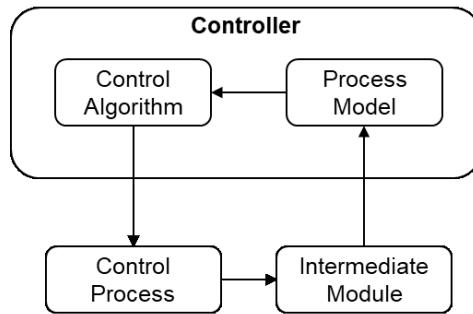 Controller
Control
Algorithm
Process
Model
Control
Process
Intermediate
Module